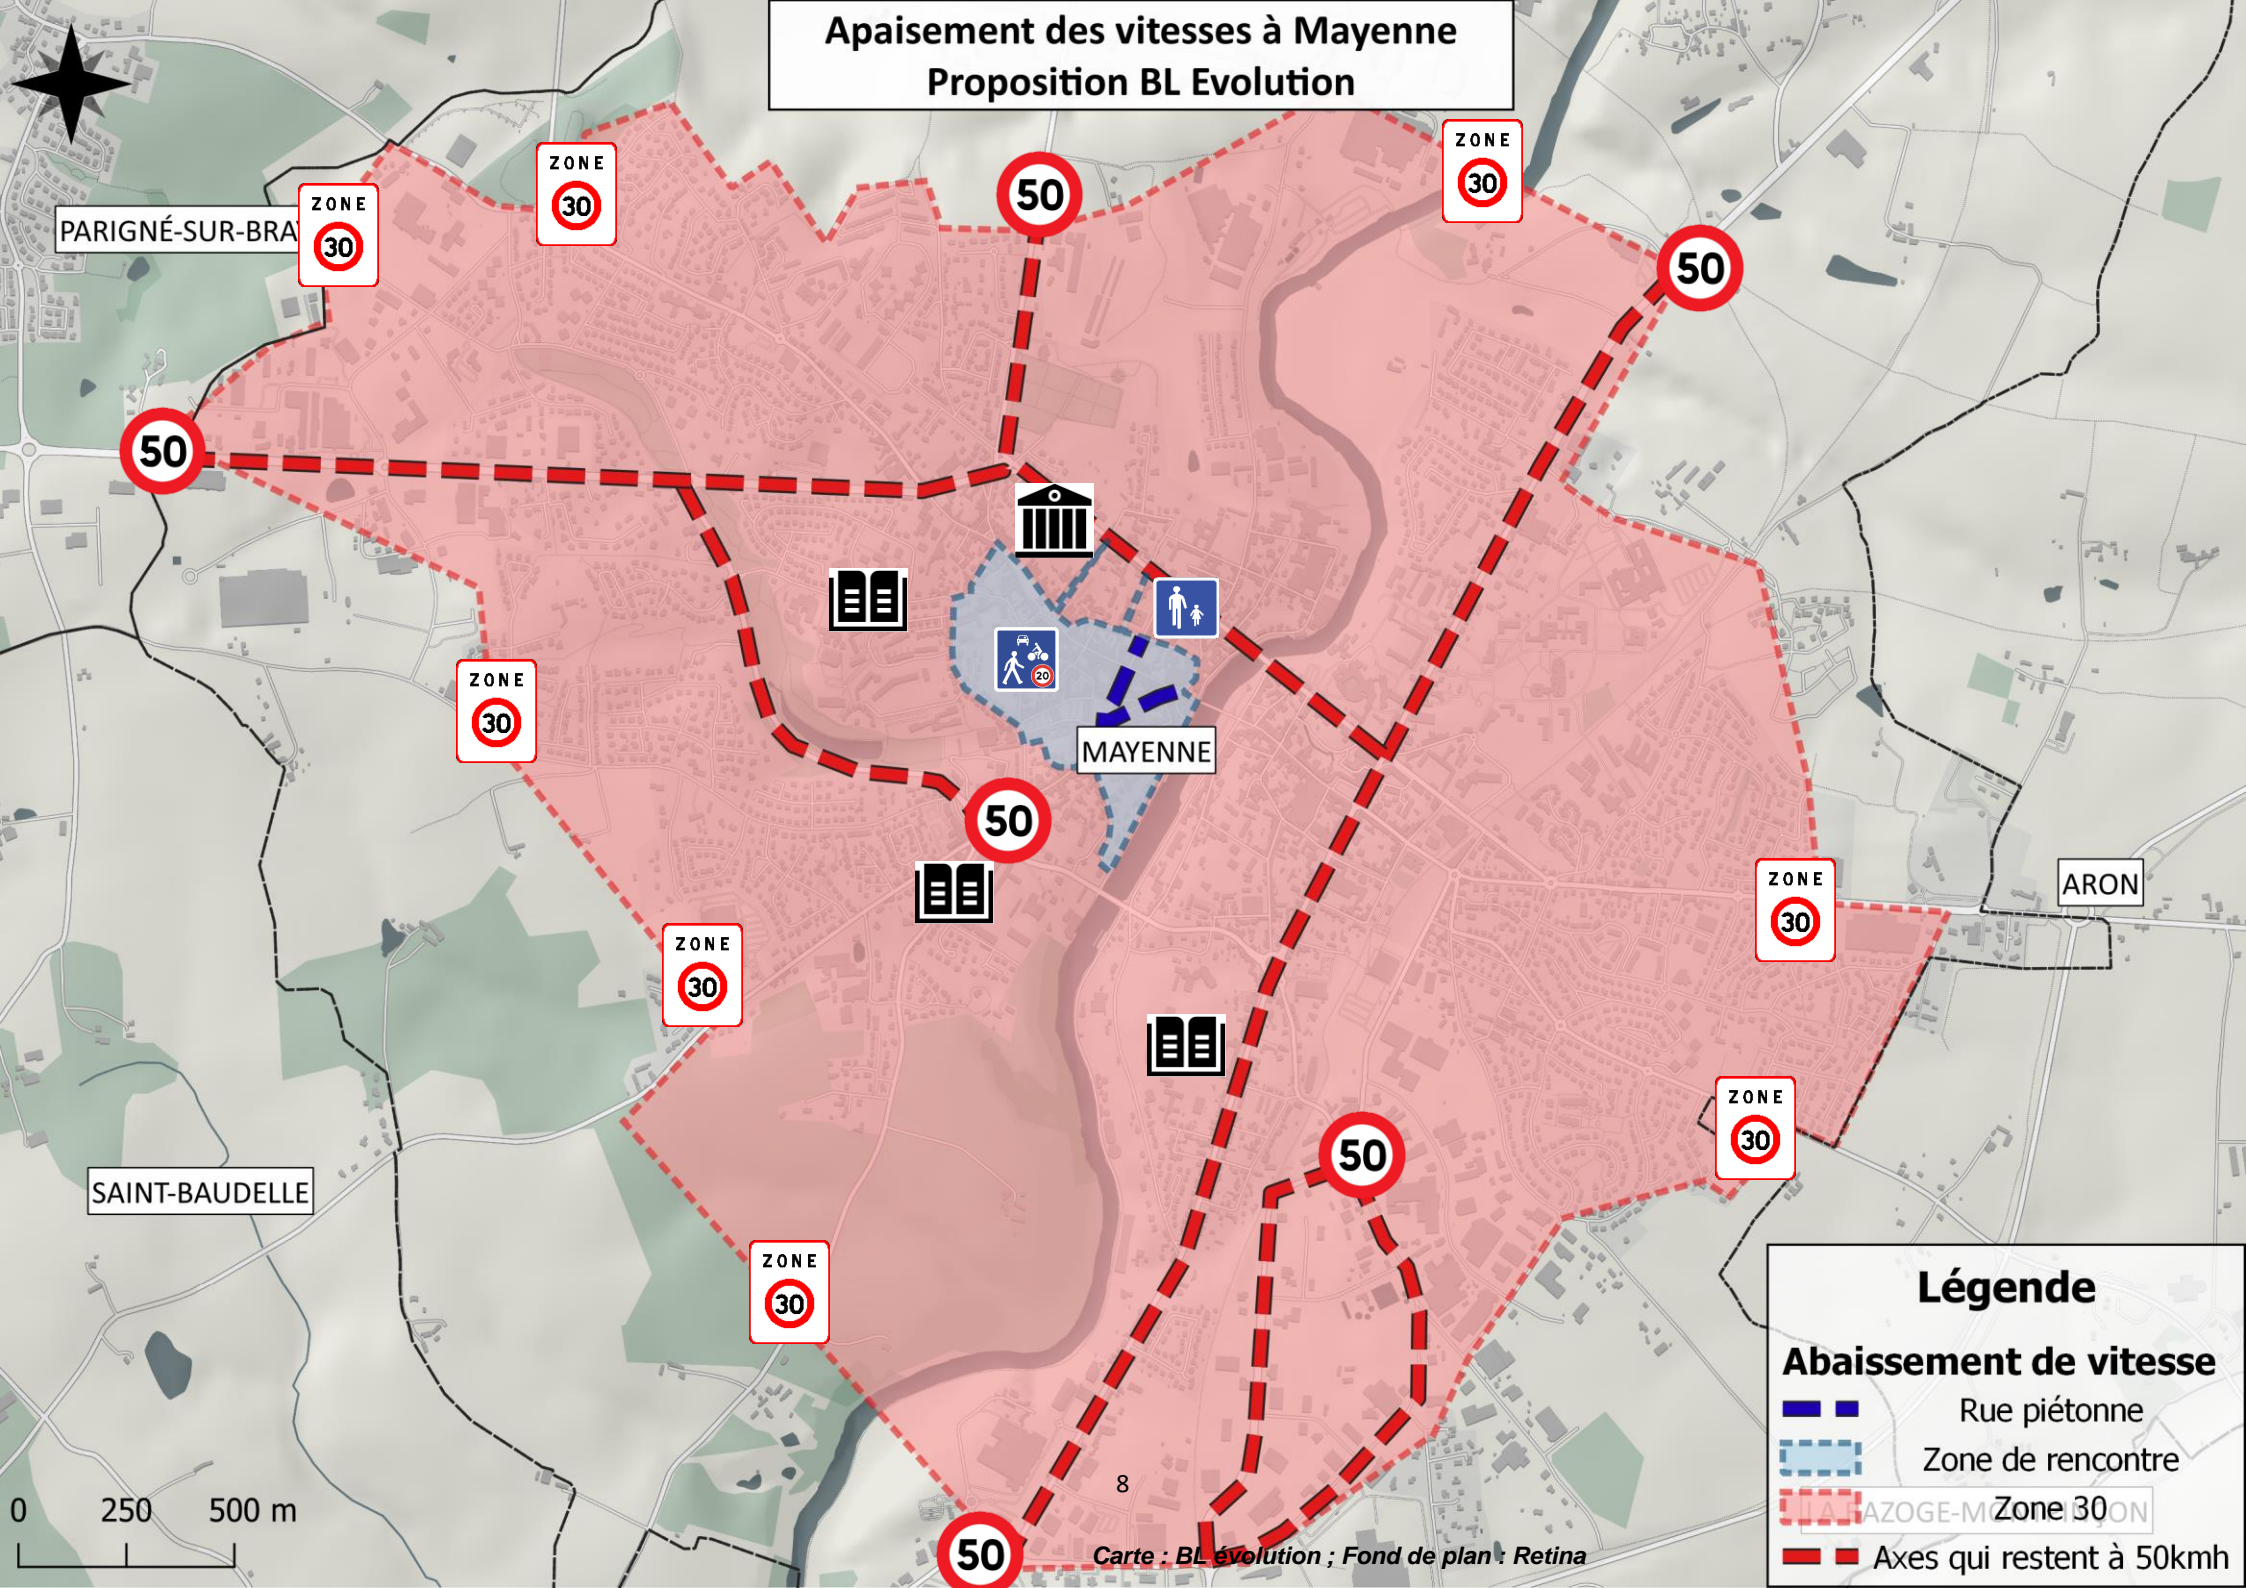 Apaisement des vitesses à Mayenne
Proposition BL Evolution
ZONE
30
ZONE
30
ZONE
30
50
PARIGNÉ-SUR-BRA
50
50
20
ZONE
30
MAYENNE
50
ZONE
30
ARON
ZONE
30
ZONE
30
50
SAINT-BAUDELLE
ZONE
30
8
50
0 250 500 m
Carte : BL évolution ; Fond de plan : Retina
Légende
Abaissement de vitesse
Rue piétonne
Zone de rencontre
Zone 30
Axes qui restent à 50kmh